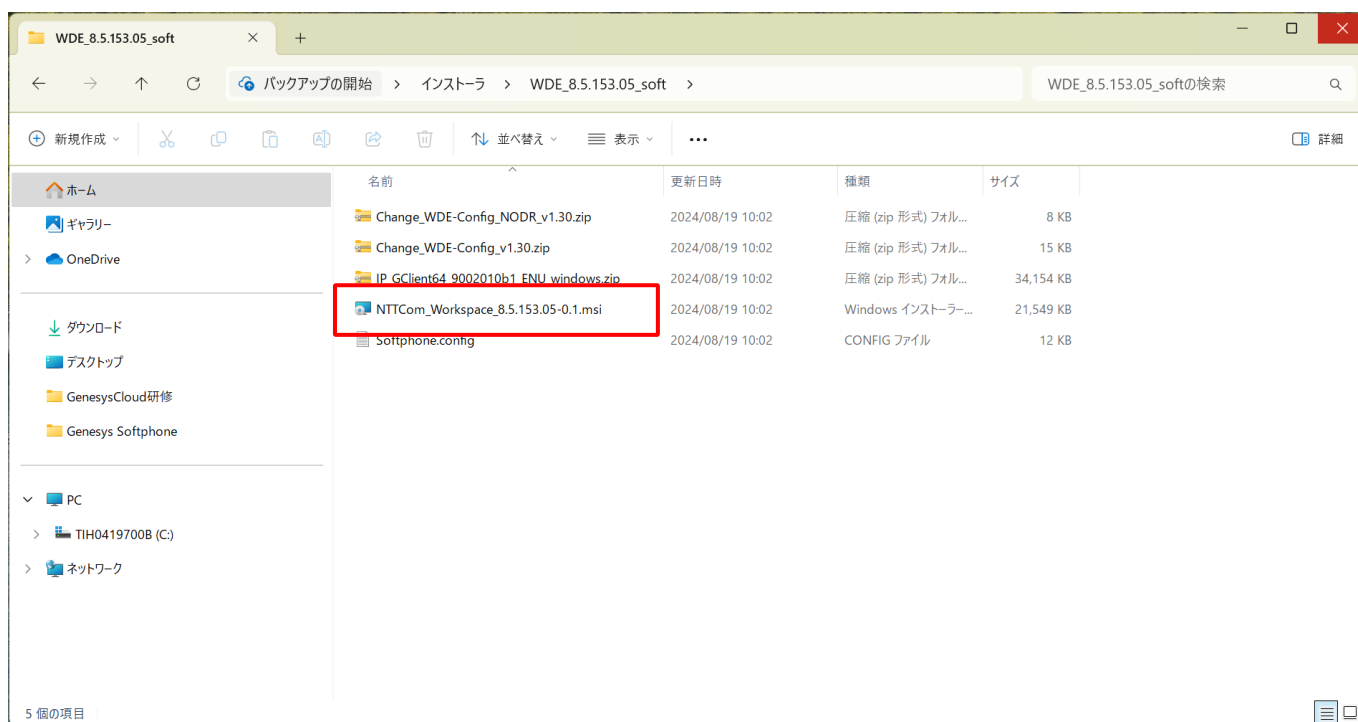 WDE_8.5.153.05_soft
バックアップの開始 > インストーラ > WDE_8.5.153.05_soft >
WDE_8.5.153.05_softの検索
新規作成
並べ替え
表示
詳細
ホーム
ギャラリー
OneDrive
ダウンロード
デスクトップ
GenesysCloud研修
Genesys Softphone
PC
TIH0419700B (C:)
ネットワーク
名前 更新日時 種類 サイズ
Change_WDE-Config_NODR_v1.30.zip 2024/08/19 10:02 圧縮 (zip 形式) フォル... 8 KB
Change_WDE-Config_v1.30.zip 2024/08/19 10:02 圧縮 (zip 形式) フォル... 15 KB
IP_GClient64_9002010b1_ENU_windows.zip 2024/08/19 10:02 圧縮 (zip 形式) フォル... 34,154 KB
NTTCom_Workspace_8.5.153.05-0.1.msi 2024/08/19 10:02 Windows インストーラー... 21,549 KB
Softphone.config 2024/08/19 10:02 CONFIG ファイル 12 KB
5 個の項目